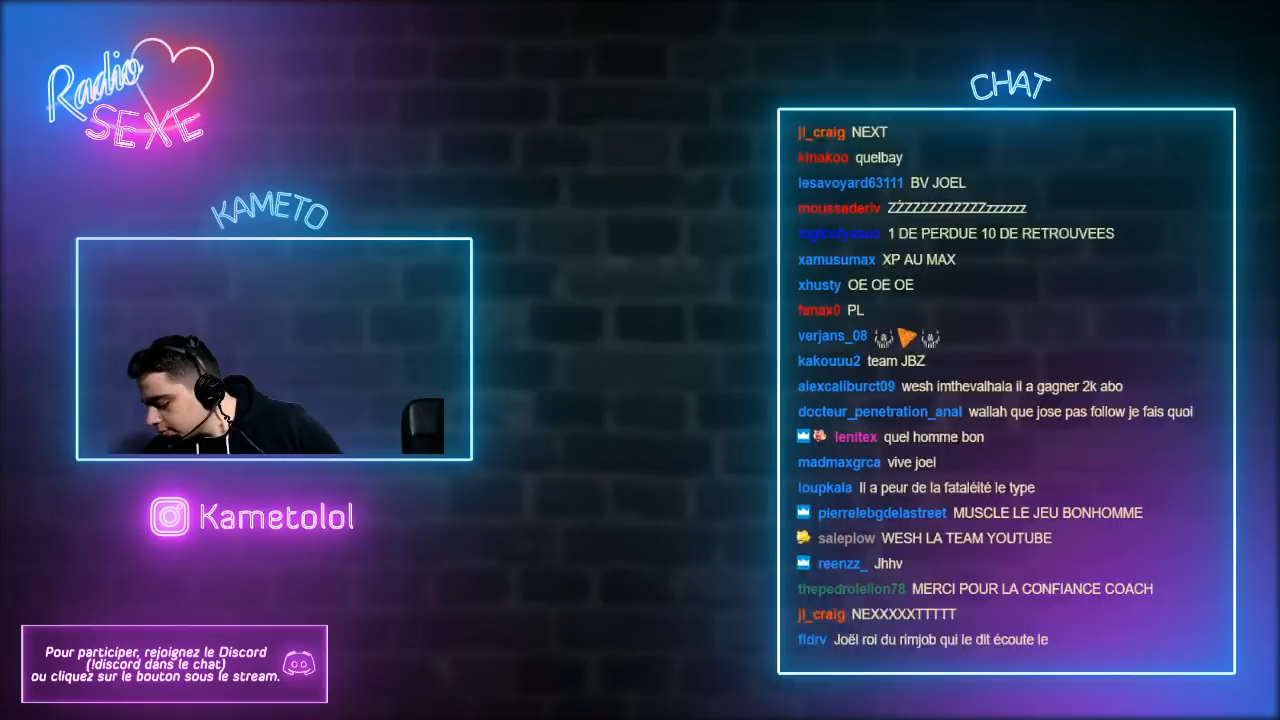 Radio
SEXE
KAMETO
Kametolol
Pour participer, rejoignez le Discord
(!discord dans le chat)
ou cliquez sur le bouton sous le stream.
CHAT
jl_craig NEXT
kinakoo quelbay
lesavoyard63111 BV JOEL
moussaderiv ZZZZZZZZZZZZzzzzzz
xamusumax XP AU MAX
1 DE PERDUE 10 DE RETROUVEES
xhusty OE OE OE
fanax0 PL
verjans_08
kakouuu2 team JBZ
alexcaliburct09 wesh imthevalhala il a gagner 2k abo
docteur_penetration_anal wallah que jose pas follow je fais quoi
lenitex quel homme bon
madmaxgrca vive joel
loupkala Il a peur de la fataléité le type
pierrelebgdelastreet MUSCLE LE JEU BONHOMME
saleplow WESH LA TEAM YOUTUBE
reenzz_ Jhhv
thepedrolelion78 MERCI POUR LA CONFIANCE COACH
jl_craig NEXXXXXTTTTT
fldrv Joël roi du rimjob qui le dit écoute le